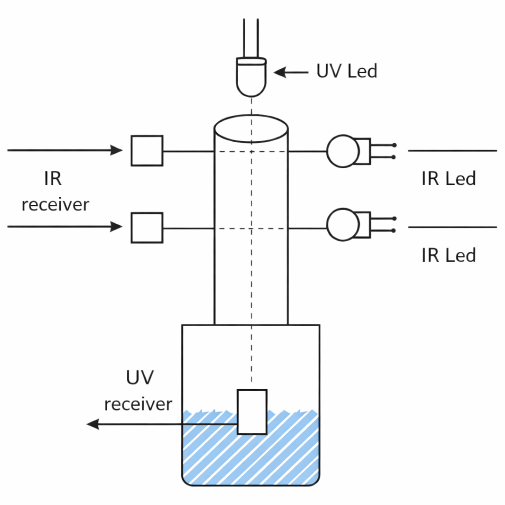 UV Led
IR
receiver
IR Led
IR Led
UV
receiver